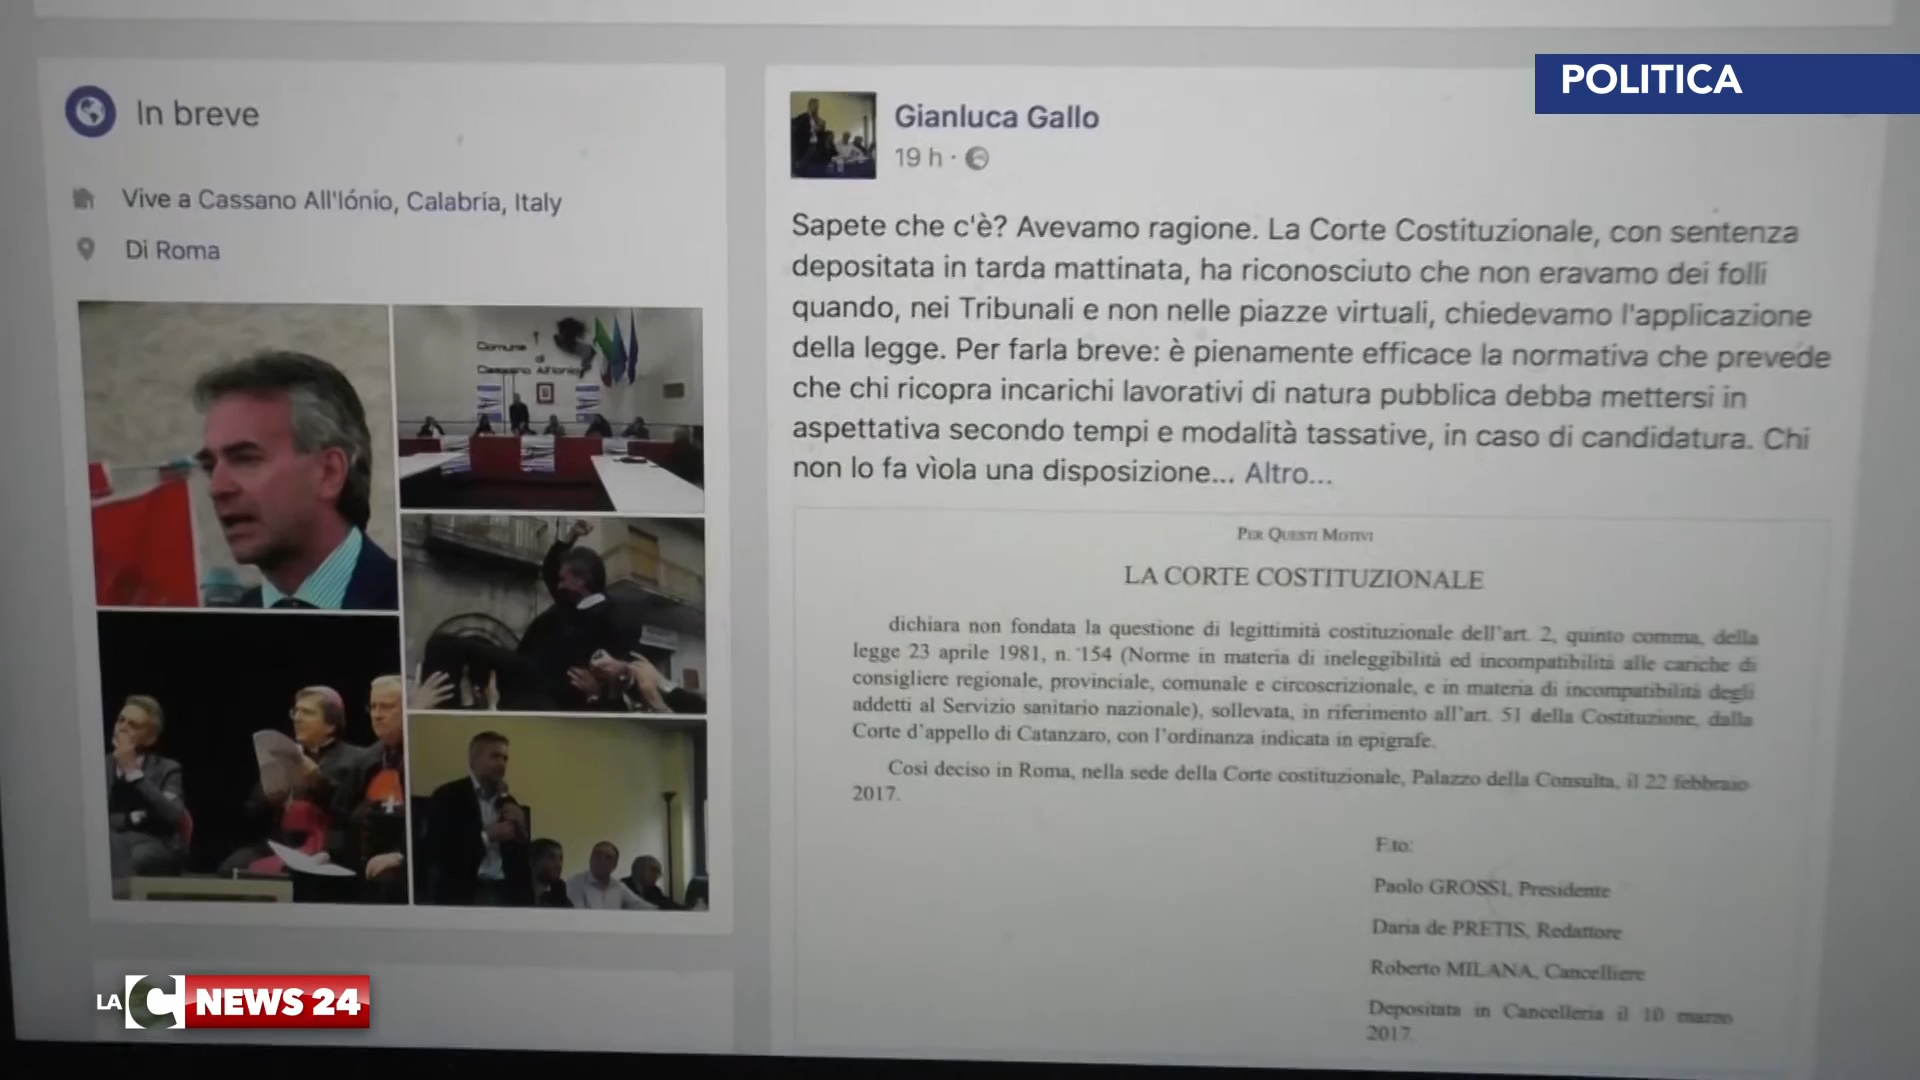 POLITICA
In breve
Vive a Cassano All'Iónio, Calabria, Italy
Di Roma
Comune
di
Cassano All'Ionio
Gianluca Gallo
19 h ·
Sapete che c'è? Avevamo ragione. La Corte Costituzionale, con sentenza
depositata in tarda mattinata, ha riconosciuto che non eravamo dei folli
quando, nei Tribunali e non nelle piazze virtuali, chiedevamo l'applicazione
della legge. Per farla breve: è pienamente efficace la normativa che prevede
che chi ricopra incarichi lavorativi di natura pubblica debba mettersi in
aspettativa secondo tempi e modalità tassative, in caso di candidatura. Chi
non lo fa vìola una disposizione... Altro...
PER QUESTI MOTIVI
LA CORTE COSTITUZIONALE
dichiara non fondata la questione di legittimità costituzionale dell'art. 2, quinto comma, della
legge 23 aprile 1981, n. 154 (Norme in materia di ineleggibilità ed incompatibilità alle cariche di
consigliere regionale, provinciale, comunale e circoscrizionale, e in materia di incompatibilità degli
addetti al Servizio sanitario nazionale), sollevata, in riferimento all'art. 51 della Costituzione, dalla
Corte d'appello di Catanzaro, con l'ordinanza indicata in epigrafe.
Così deciso in Roma, nella sede della Corte costituzionale, Palazzo della Consulta, il 22 febbraio
2017.
F.to:
Paolo GROSSI, Presidente
Daria de PRETIS, Redattore
Roberto MILANA, Cancelliere
Depositata in Cancelleria il 10 marzo
2017.
LA C NEWS 24